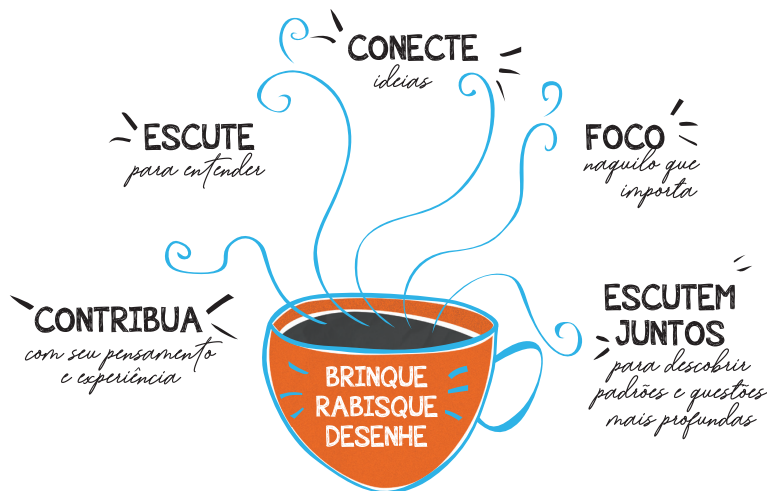 CONECTE
ideias
ESCUTE
para entender
FOCO
naquilo que
importa
CONTRIBUA
com seu pensamento
e experiência
ESCUTEM
JUNTOS
para descobrir
padrões e questões
mais profundas
BRINQUE
RABISQUE
DESENHE